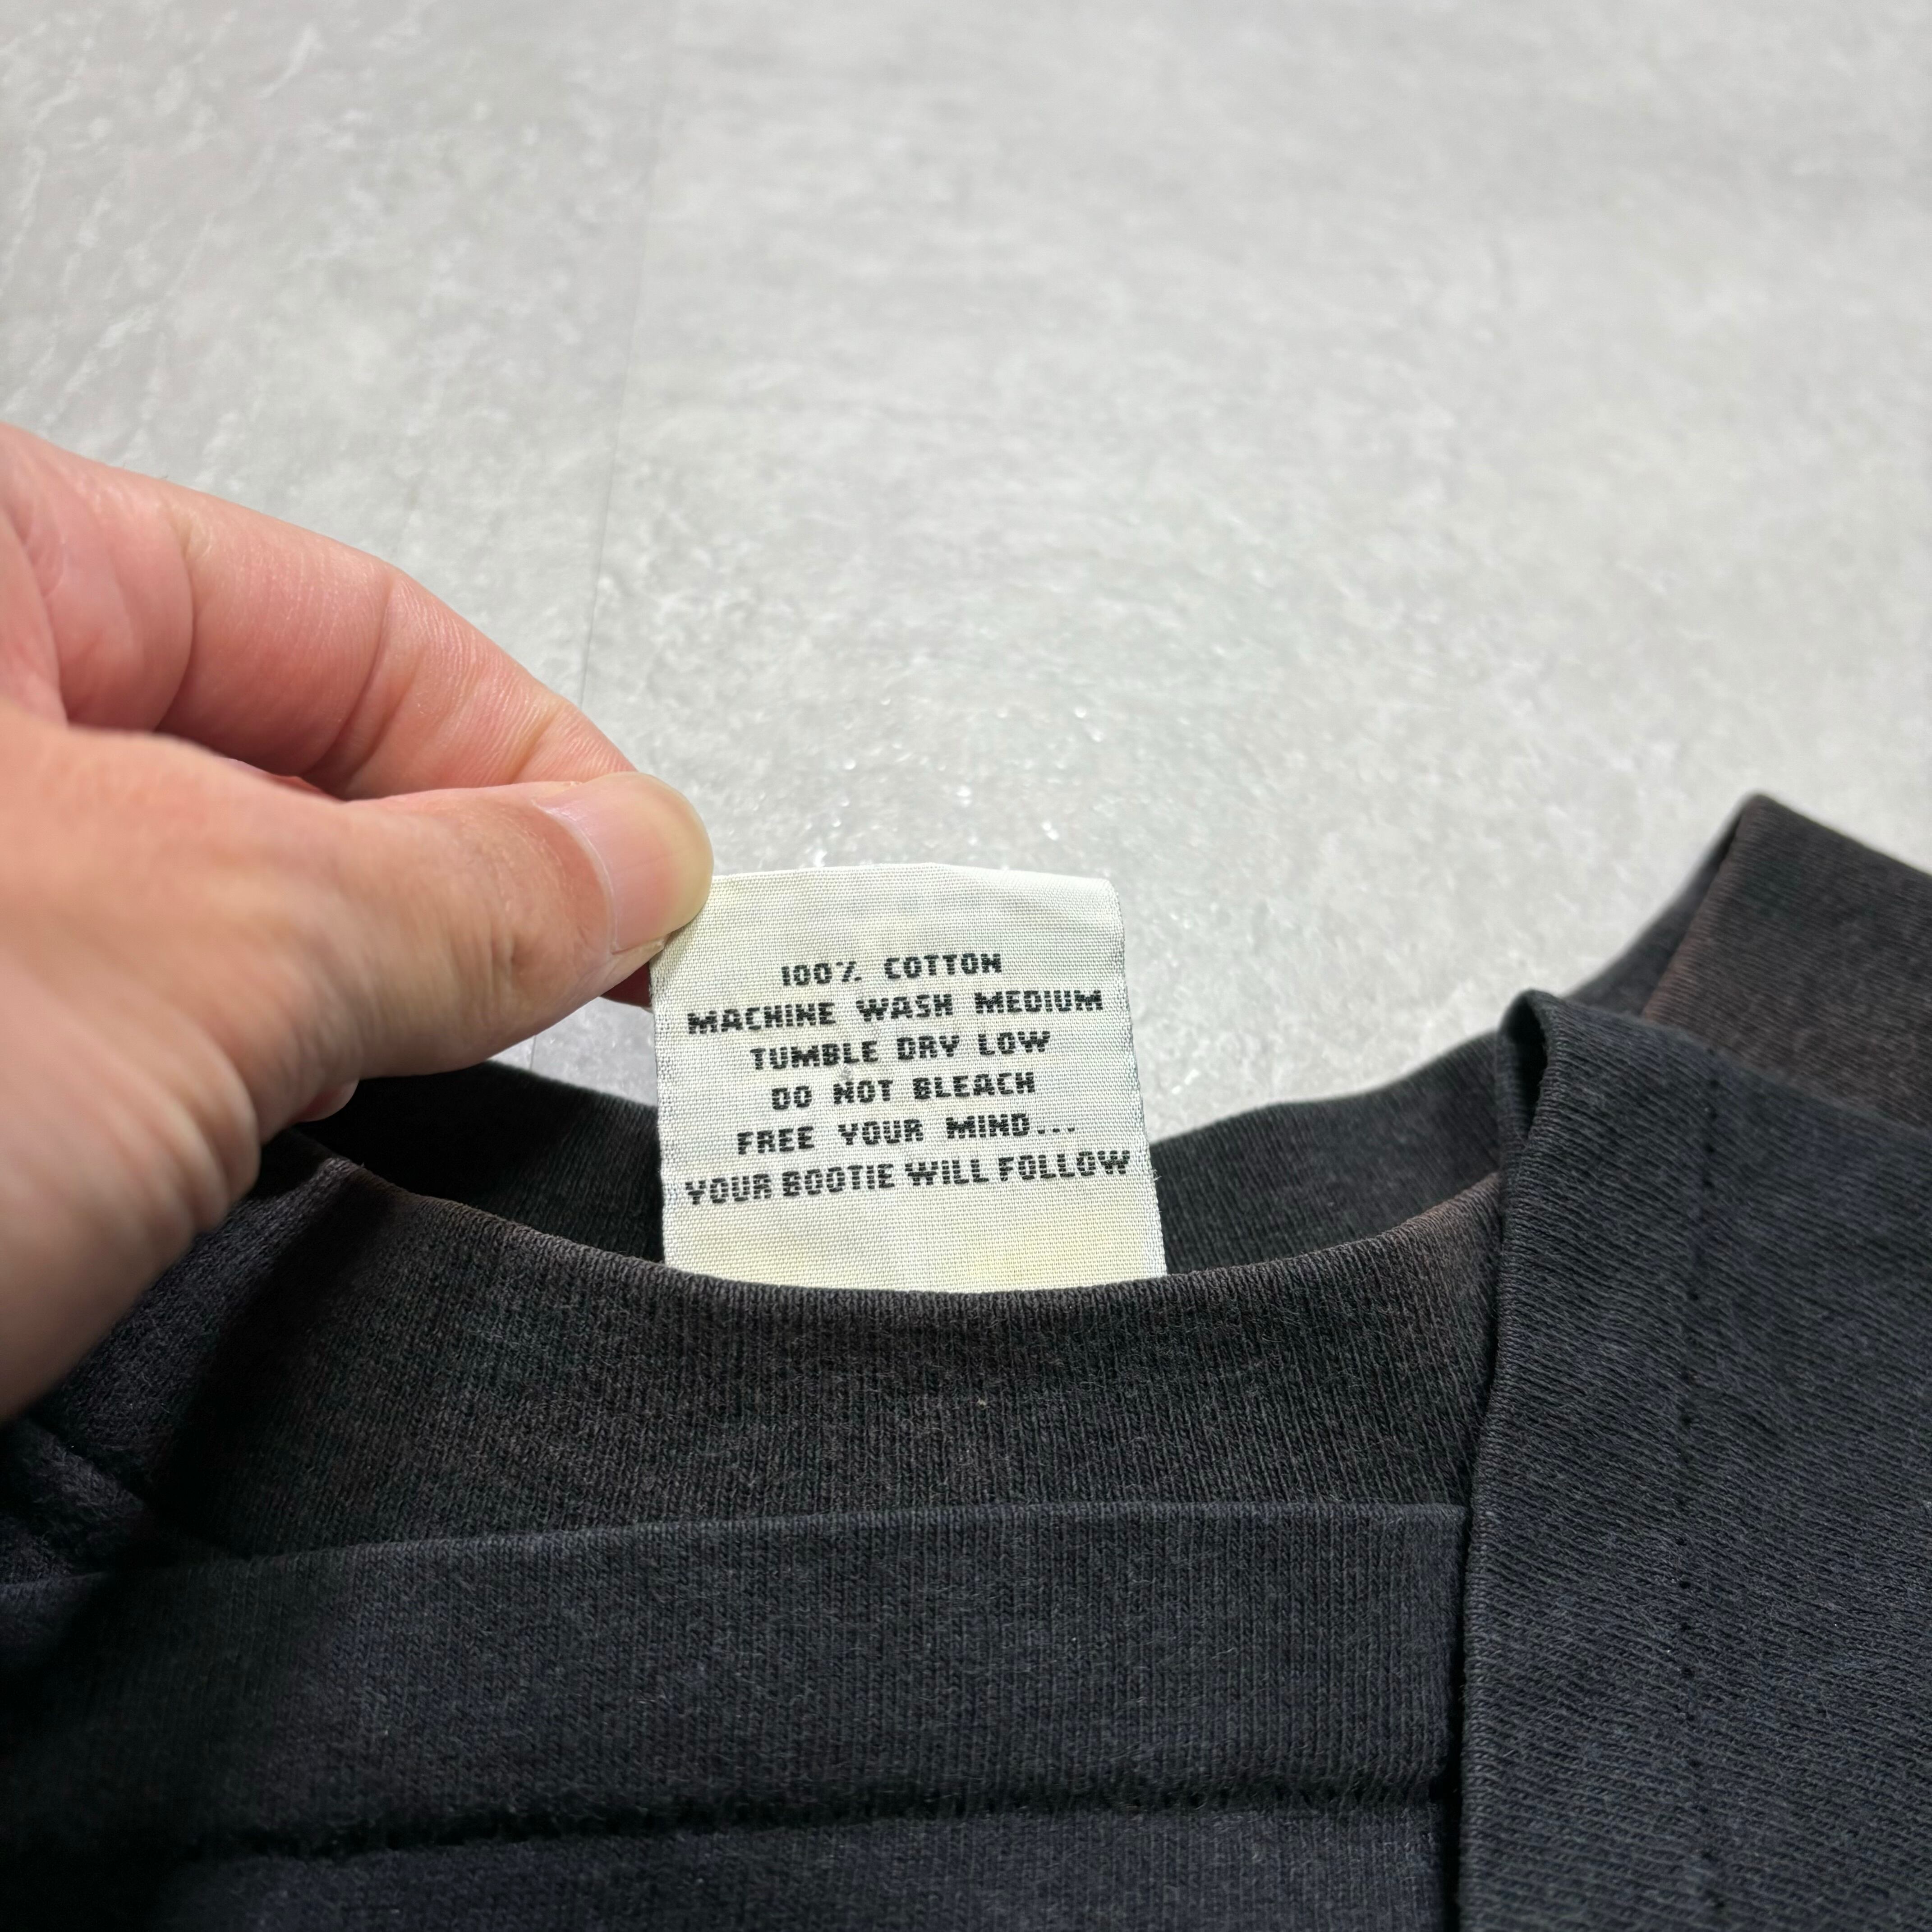 100% COTTON
MACHINE WASH MEDIUM
TUMBLE DRY LOW
DO NOT BLEACH
FREE YOUR MIND...
YOUR BOOTIE WILL FOLLOW